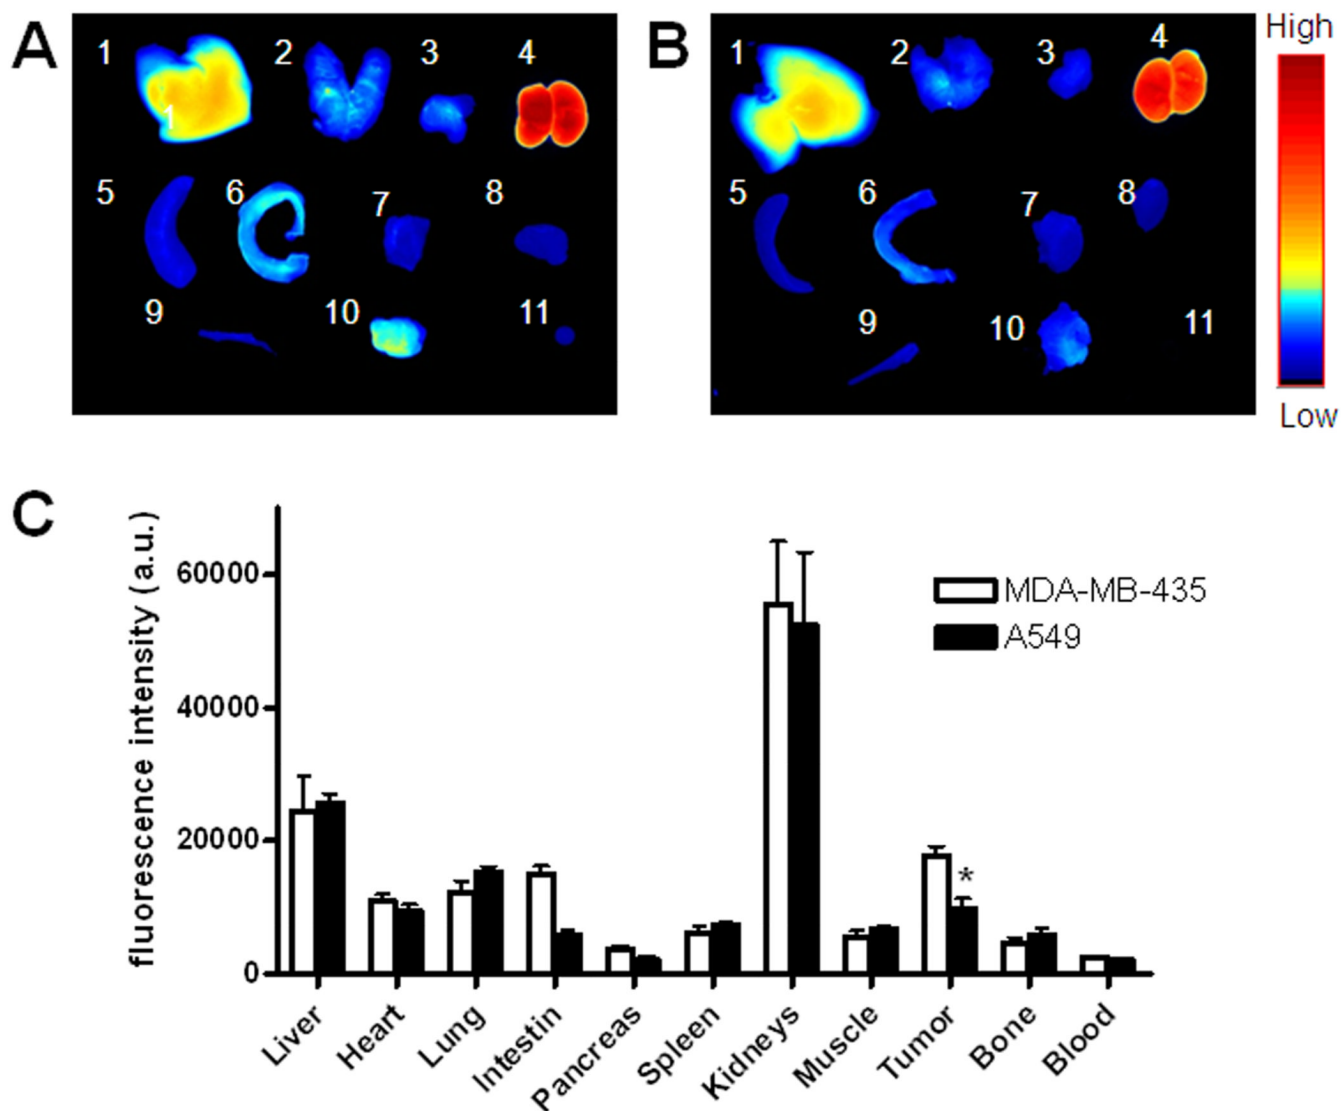 A
1
2
3
4
1
5
6
7
8
9
10
11
B
1
2
3
4
5
6
7
8
9
10
11
High
Low
C
fluorescence intensity (a.u.)
60000
40000
20000
0
MDA-MB-435
A549
*
Liver
Heart
Lung
Intestin
Pancreas
Spleen
Kidneys
Muscle
Tumor
Bone
Blood